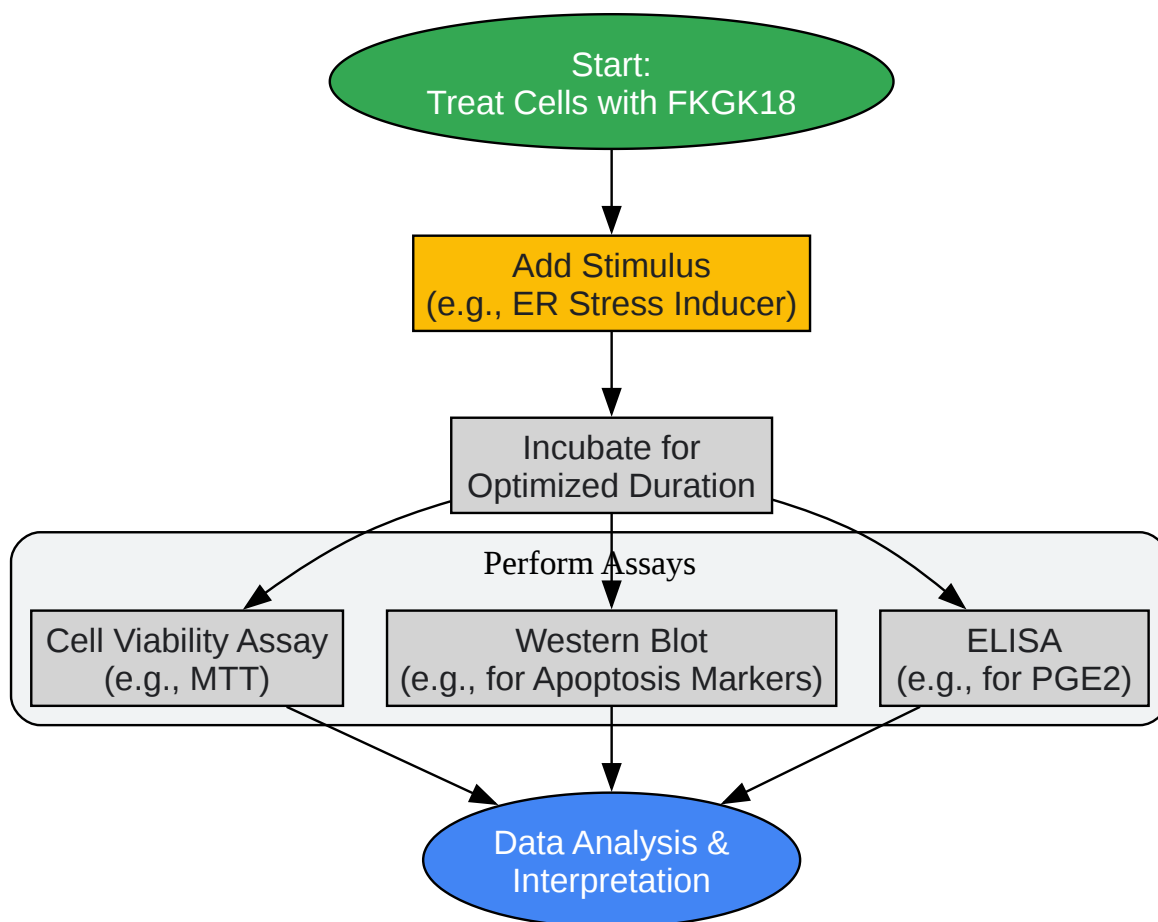 Start:
Treat Cells with FKGK18
Add Stimulus
(e.g., ER Stress Inducer)
Incubate for
Optimized Duration
Perform Assays
Cell Viability Assay
(e.g., MTT)
Western Blot
(e.g., for Apoptosis Markers)
ELISA
(e.g., for PGE2)
Data Analysis &
Interpretation